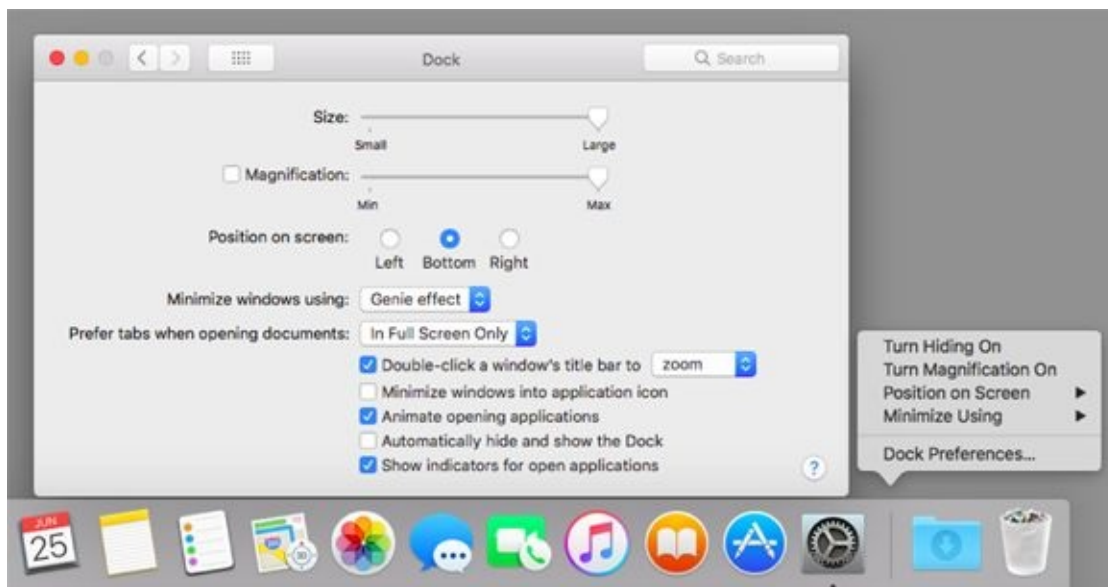 Dock
Search
Size:
Small Large
Magnification:
Min Max
Position on screen:
Left Bottom Right
Minimize windows using: Genie effect
Prefer tabs when opening documents: In Full Screen Only
Double-click a window's title bar to zoom
Minimize windows into application icon
Animate opening applications
Automatically hide and show the Dock
Show indicators for open applications
?
Turn Hiding On
Turn Magnification On
Position on Screen
Minimize Using
Dock Preferences...
JUN
25